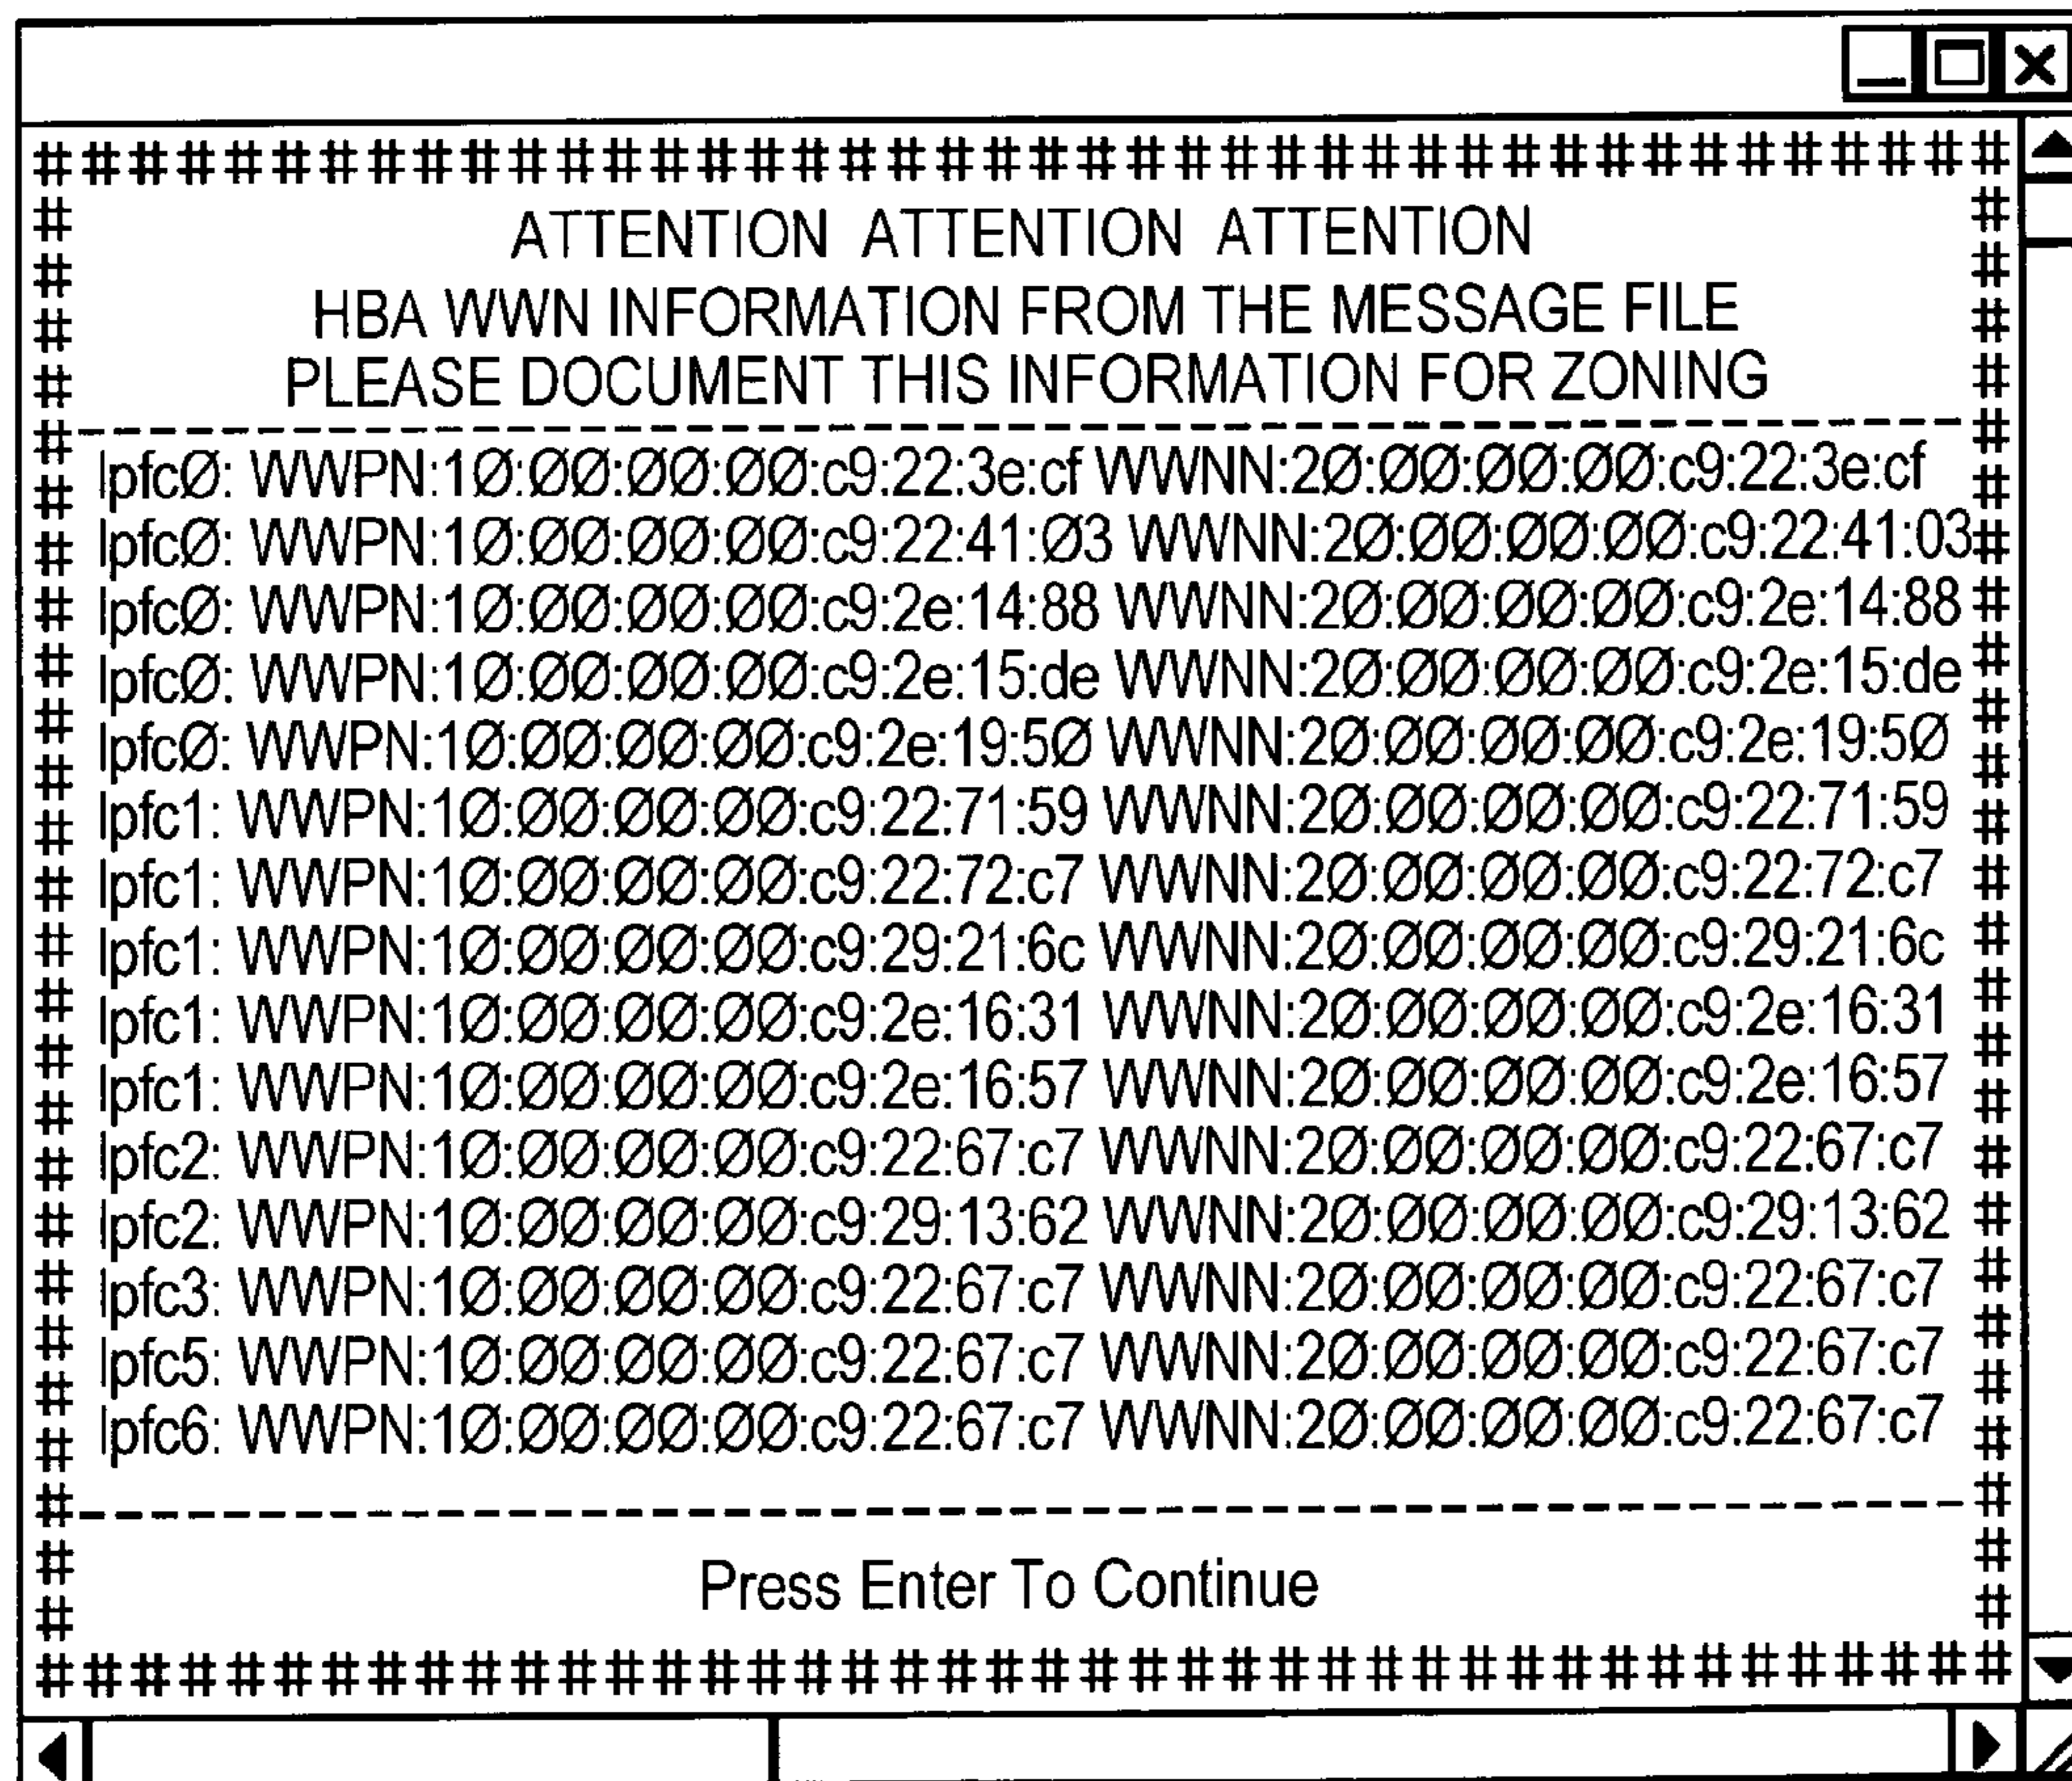 ##########################################
# ATTENTION ATTENTION ATTENTION #
# HBA WWN INFORMATION FROM THE MESSAGE FILE #
# PLEASE DOCUMENT THIS INFORMATION FOR ZONING #
#----------------------------------------#
# lpfcØ: WWPN:1Ø:ØØ:ØØ:ØØ:c9:22:3e:cf WWNN:2Ø:ØØ:ØØ:ØØ:c9:22:3e:cf #
# lpfcØ: WWPN:1Ø:ØØ:ØØ:ØØ:c9:22:41:Ø3 WWNN:2Ø:ØØ:ØØ:ØØ:c9:22:41:03#
# lpfcØ: WWPN:1Ø:ØØ:ØØ:ØØ:c9:2e:14:88 WWNN:2Ø:ØØ:ØØ:ØØ:c9:2e:14:88 #
# lpfcØ: WWPN:1Ø:ØØ:ØØ:ØØ:c9:2e:15:de WWNN:2Ø:ØØ:ØØ:ØØ:c9:2e:15:de #
# lpfcØ: WWPN:1Ø:ØØ:ØØ:ØØ:c9:2e:19:5Ø WWNN:2Ø:ØØ:ØØ:ØØ:c9:2e:19:5Ø #
# lpfc1: WWPN:1Ø:ØØ:ØØ:ØØ:c9:22:71:59 WWNN:2Ø:ØØ:ØØ:ØØ:c9:22:71:59 #
# lpfc1: WWPN:1Ø:ØØ:ØØ:ØØ:c9:22:72:c7 WWNN:2Ø:ØØ:ØØ:ØØ:c9:22:72:c7 #
# lpfc1: WWPN:1Ø:ØØ:ØØ:ØØ:c9:29:21:6c WWNN:2Ø:ØØ:ØØ:ØØ:c9:29:21:6c #
# lpfc1: WWPN:1Ø:ØØ:ØØ:ØØ:c9:2e:16:31 WWNN:2Ø:ØØ:ØØ:ØØ:c9:2e:16:31 #
# lpfc1: WWPN:1Ø:ØØ:ØØ:ØØ:c9:2e:16:57 WWNN:2Ø:ØØ:ØØ:ØØ:c9:2e:16:57 #
# lpfc2: WWPN:1Ø:ØØ:ØØ:ØØ:c9:22:67:c7 WWNN:2Ø:ØØ:ØØ:ØØ:c9:22:67:c7 #
# lpfc2: WWPN:1Ø:ØØ:ØØ:ØØ:c9:29:13:62 WWNN:2Ø:ØØ:ØØ:ØØ:c9:29:13:62 #
# lpfc3: WWPN:1Ø:ØØ:ØØ:ØØ:c9:22:67:c7 WWNN:2Ø:ØØ:ØØ:ØØ:c9:22:67:c7 #
# lpfc5: WWPN:1Ø:ØØ:ØØ:ØØ:c9:22:67:c7 WWNN:2Ø:ØØ:ØØ:ØØ:c9:22:67:c7 #
# lpfc6: WWPN:1Ø:ØØ:ØØ:ØØ:c9:22:67:c7 WWNN:2Ø:ØØ:ØØ:ØØ:c9:22:67:c7 #
#----------------------------------------#
# Press Enter To Continue #
##########################################